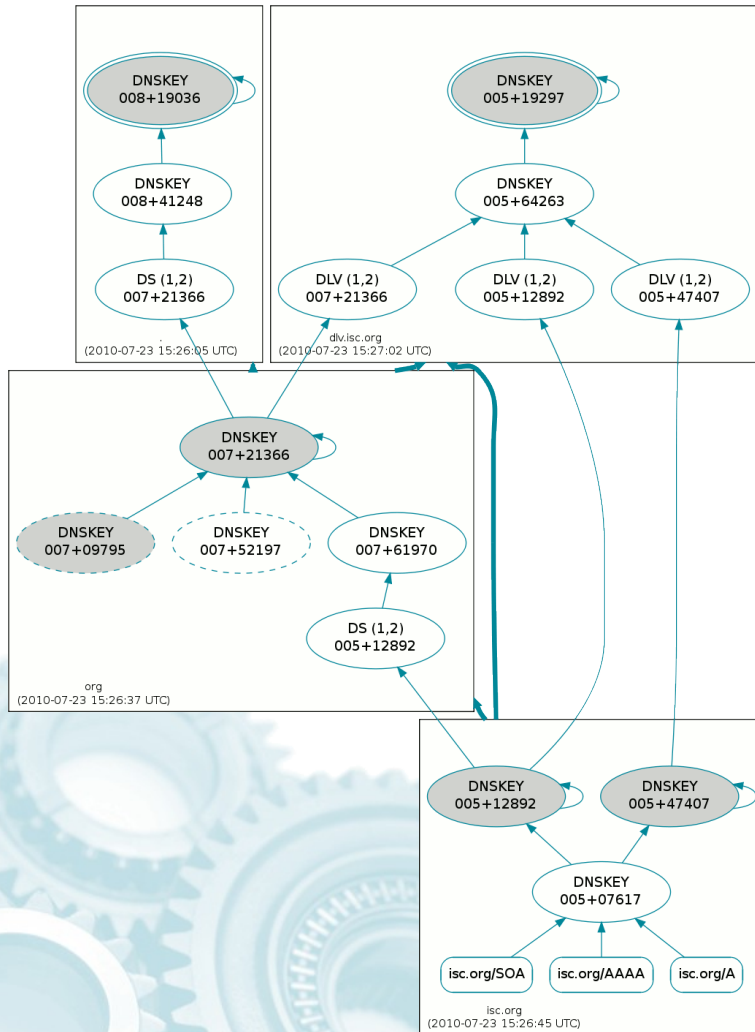 DNSKEY
008+19036
DNSKEY
008+41248
DS (1,2)
007+21366
.
(2010-07-23 15:26:05 UTC)
DNSKEY
005+19297
DNSKEY
005+64263
DLV (1,2)
007+21366
DLV (1,2)
005+12892
DLV (1,2)
005+47407
dlv.isc.org
(2010-07-23 15:27:02 UTC)
DNSKEY
007+21366
DNSKEY
007+09795
DNSKEY
007+52197
DNSKEY
007+61970
DS (1,2)
005+12892
org
(2010-07-23 15:26:37 UTC)
DNSKEY
005+12892
DNSKEY
005+47407
DNSKEY
005+07617
isc.org/SOA
isc.org/AAAA
isc.org/A
isc.org
(2010-07-23 15:26:45 UTC)